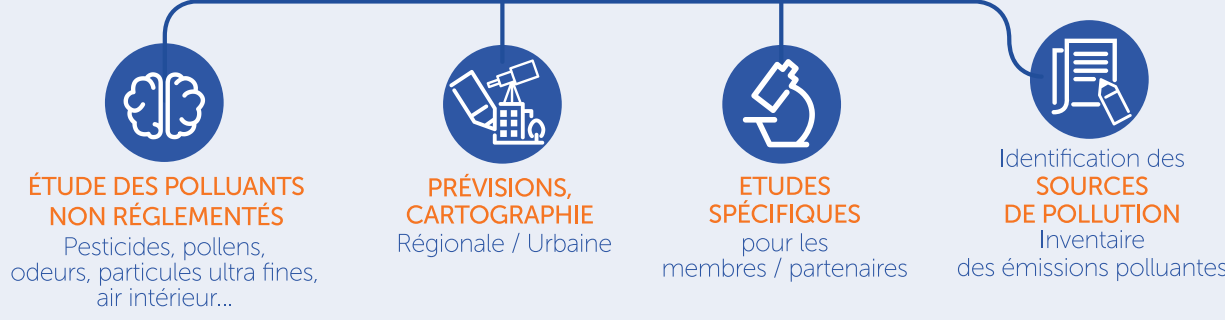 ÉTUDE DES POLLUANTS
NON RÉGLEMENTÉS
Pesticides, pollens,
odeurs, particules ultra fines,
air intérieur...
PRÉVISIONS,
CARTOGRAPHIE
Régionale / Urbaine
ETUDES
SPÉCIFIQUES
pour les
membres / partenaires
Identification des
SOURCES
DE POLLUTION
Inventaire
des émissions polluantes